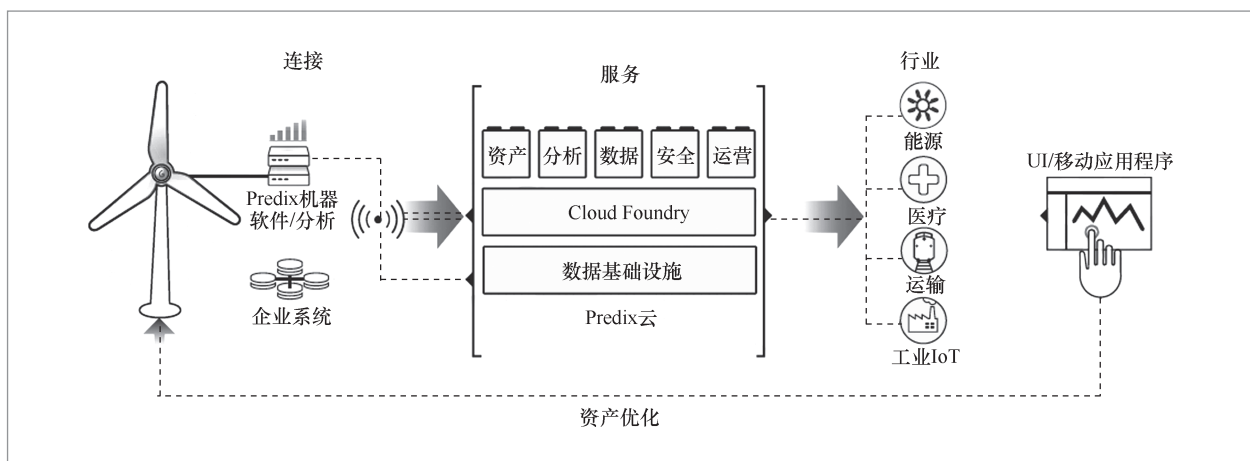 连接
服务
行业
资产
分析
数据
安全
运营
能源
UI/移动应用程序
Predix机器
软件/分析
Cloud Foundry
医疗
数据基础设施
运输
企业系统
Predix云
工业IoT
资产优化